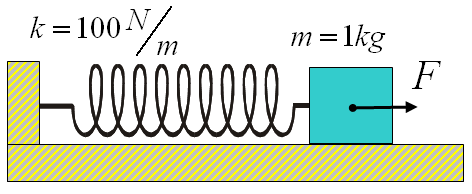 k = 100 N/m
m = 1kg
F